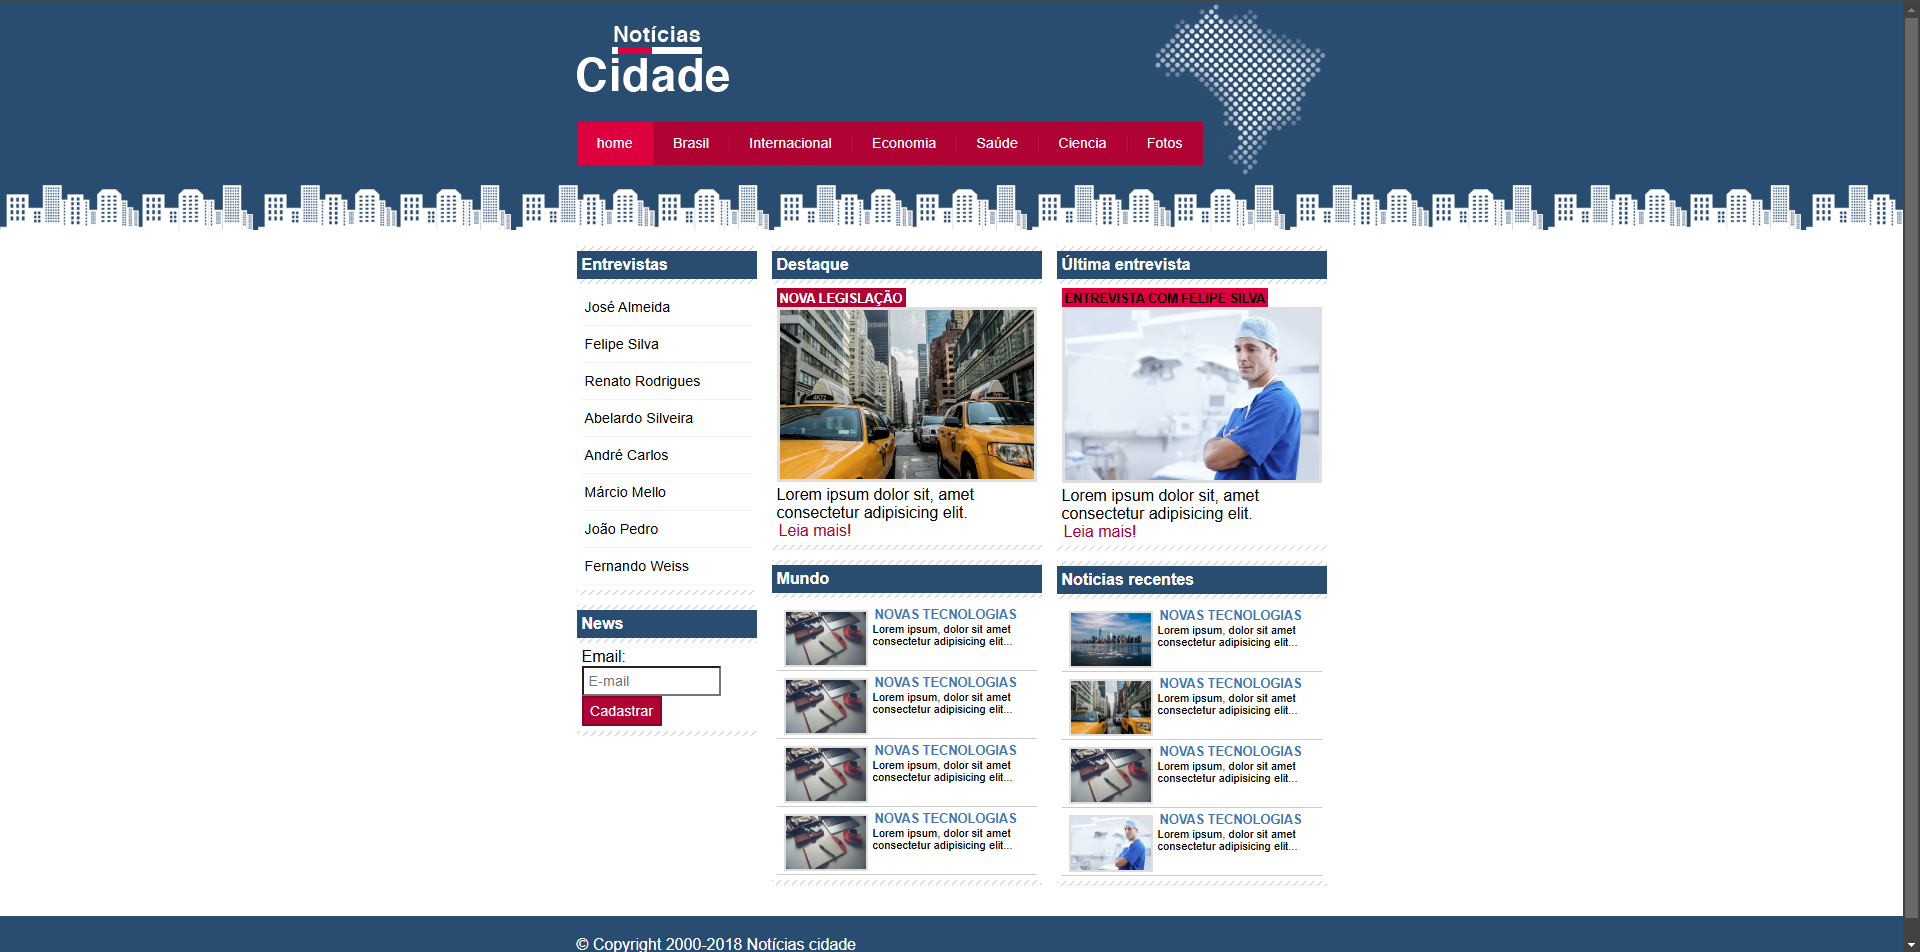 Notícias
Cidade
home Brasil Internacional Economia Saúde Ciencia Fotos
Entrevistas
José Almeida
Felipe Silva
Renato Rodrigues
Abelardo Silveira
André Carlos
Márcio Mello
João Pedro
Fernando Weiss
News
Email:
E-mail
Cadastrar
Destaque
NOVA LEGISLAÇÃO
Lorem ipsum dolor sit, amet
consectetur adipisicing elit.
Leia mais!
Mundo
NOVAS TECNOLOGIAS
Lorem ipsum, dolor sit amet
consectetur adipisicing elit...
NOVAS TECNOLOGIAS
Lorem ipsum, dolor sit amet
consectetur adipisicing elit...
NOVAS TECNOLOGIAS
Lorem ipsum, dolor sit amet
consectetur adipisicing elit...
NOVAS TECNOLOGIAS
Lorem ipsum, dolor sit amet
consectetur adipisicing elit...
Última entrevista
ENTREVISTA COM FELIPE SILVA
Lorem ipsum dolor sit, amet
consectetur adipisicing elit.
Leia mais!
Noticias recentes
NOVAS TECNOLOGIAS
Lorem ipsum, dolor sit amet
consectetur adipisicing elit...
NOVAS TECNOLOGIAS
Lorem ipsum, dolor sit amet
consectetur adipisicing elit...
NOVAS TECNOLOGIAS
Lorem ipsum, dolor sit amet
consectetur adipisicing elit...
NOVAS TECNOLOGIAS
Lorem ipsum, dolor sit amet
consectetur adipisicing elit...
© Copyright 2000-2018 Notícias cidade